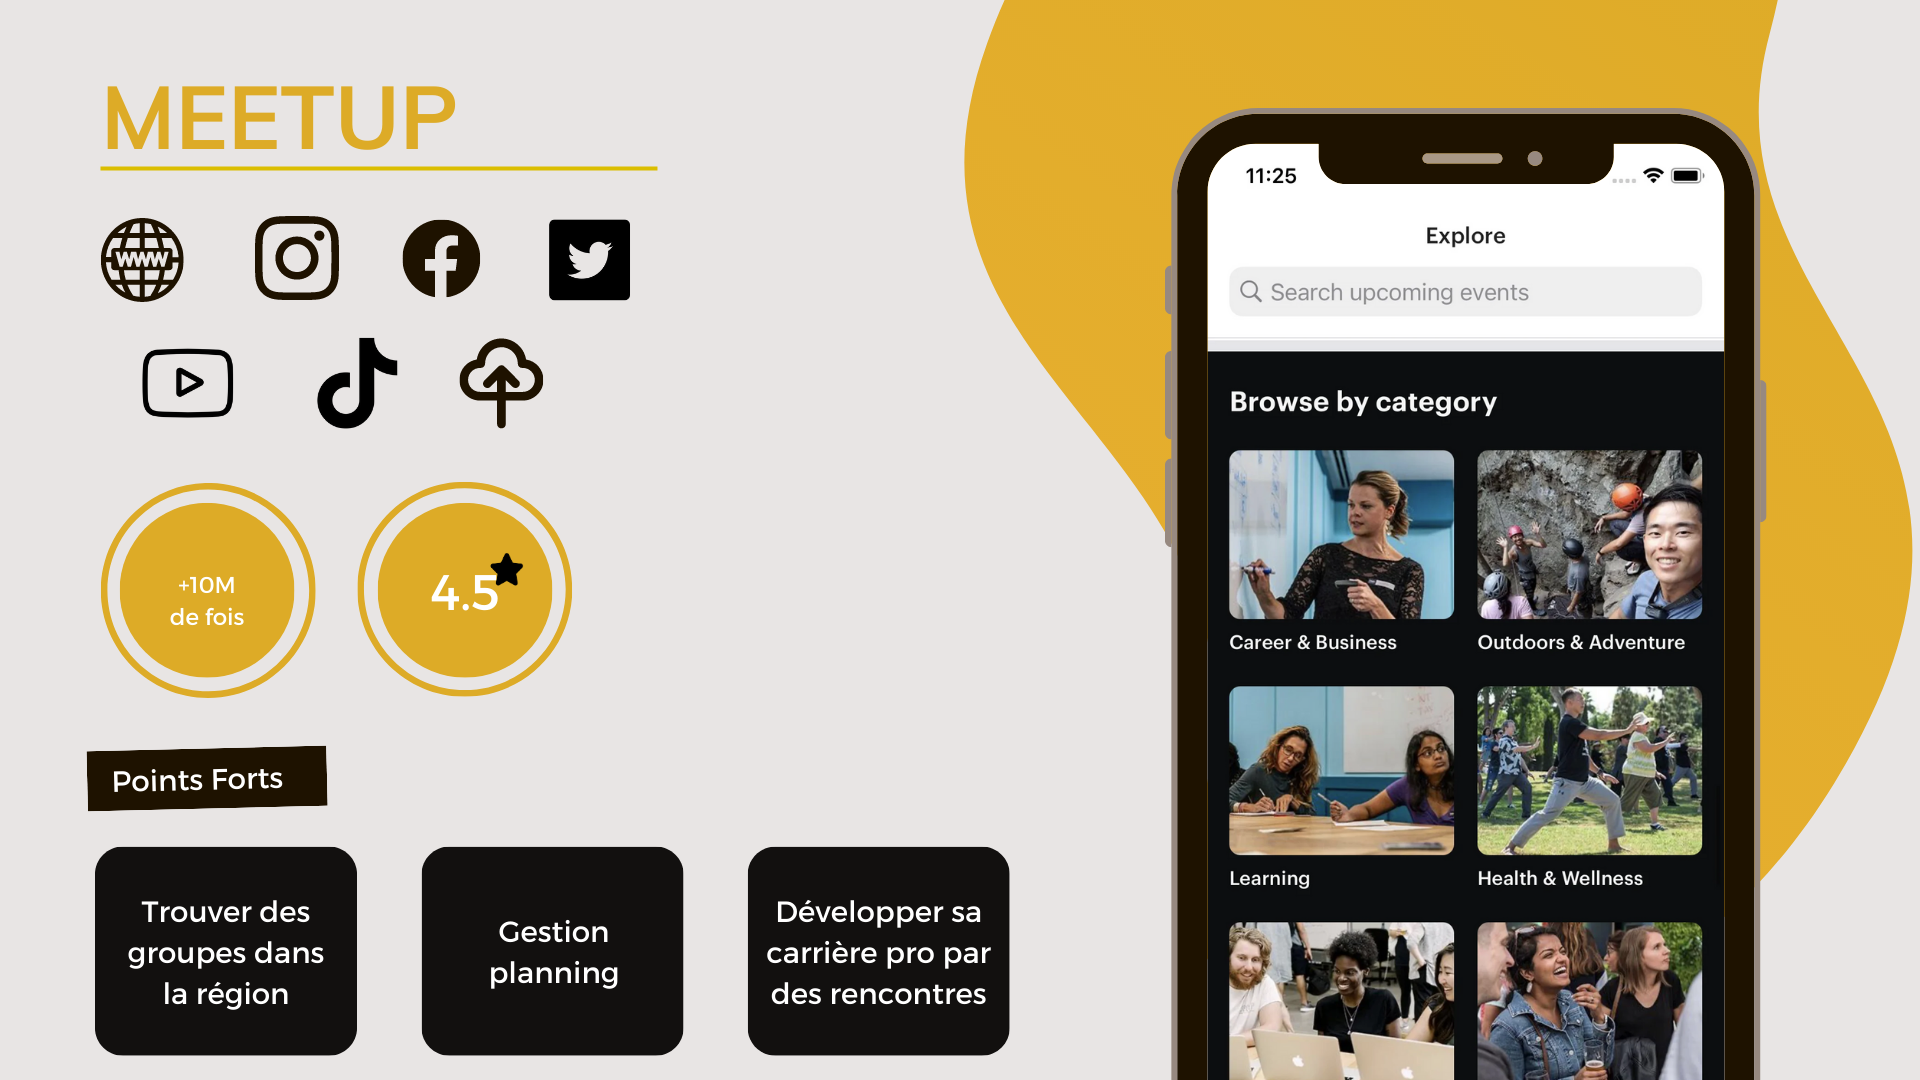 MEETUP
www
+10M
de fois
4.5
Points Forts
Trouver des
groupes dans
la région
Gestion
planning
Développer sa
carrière pro par
des rencontres
11:25
Explore
Search upcoming events
Browse by category
Career & Business
Outdoors & Adventure
Learning
Health & Wellness